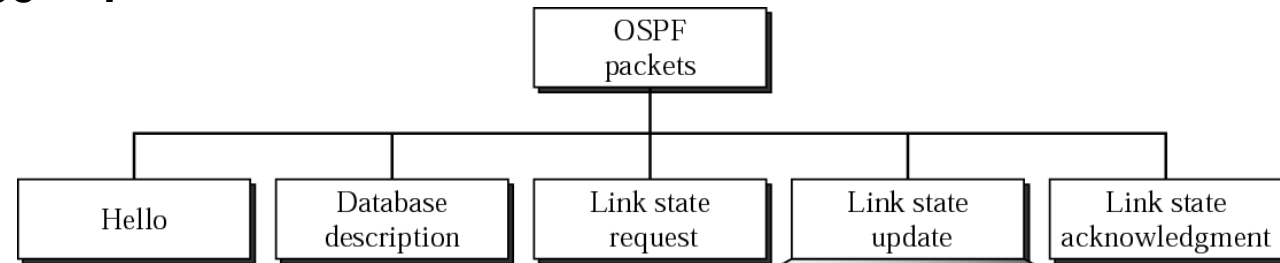 OSPF
packets
Hello
Database
description
Link state
request
Link state
update
Link state
acknowledgment